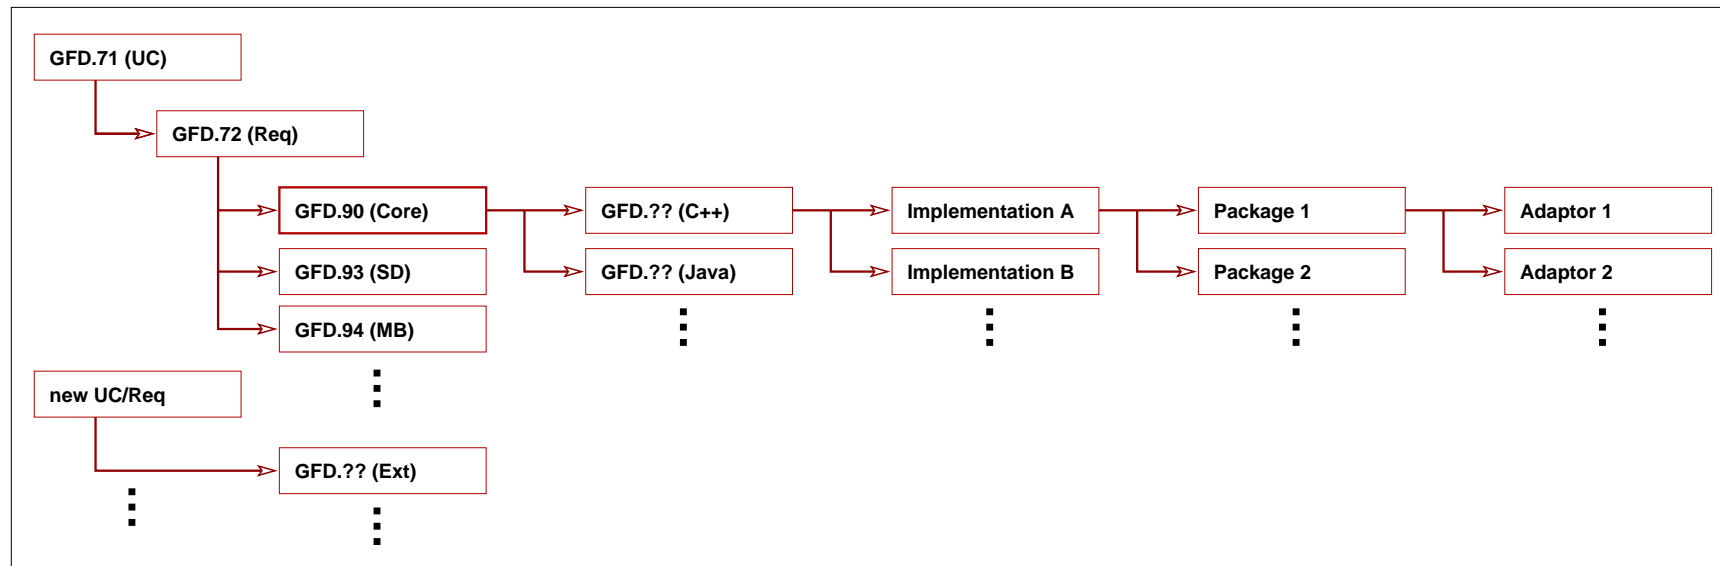 GFD.71 (UC)
GFD.72 (Req)
GFD.90 (Core)
GFD.?? (C++)
Implementation A
Package 1
Adaptor 1
GFD.93 (SD)
GFD.?? (Java)
Implementation B
Package 2
Adaptor 2
GFD.94 (MB)
new UC/Req
GFD.?? (Ext)